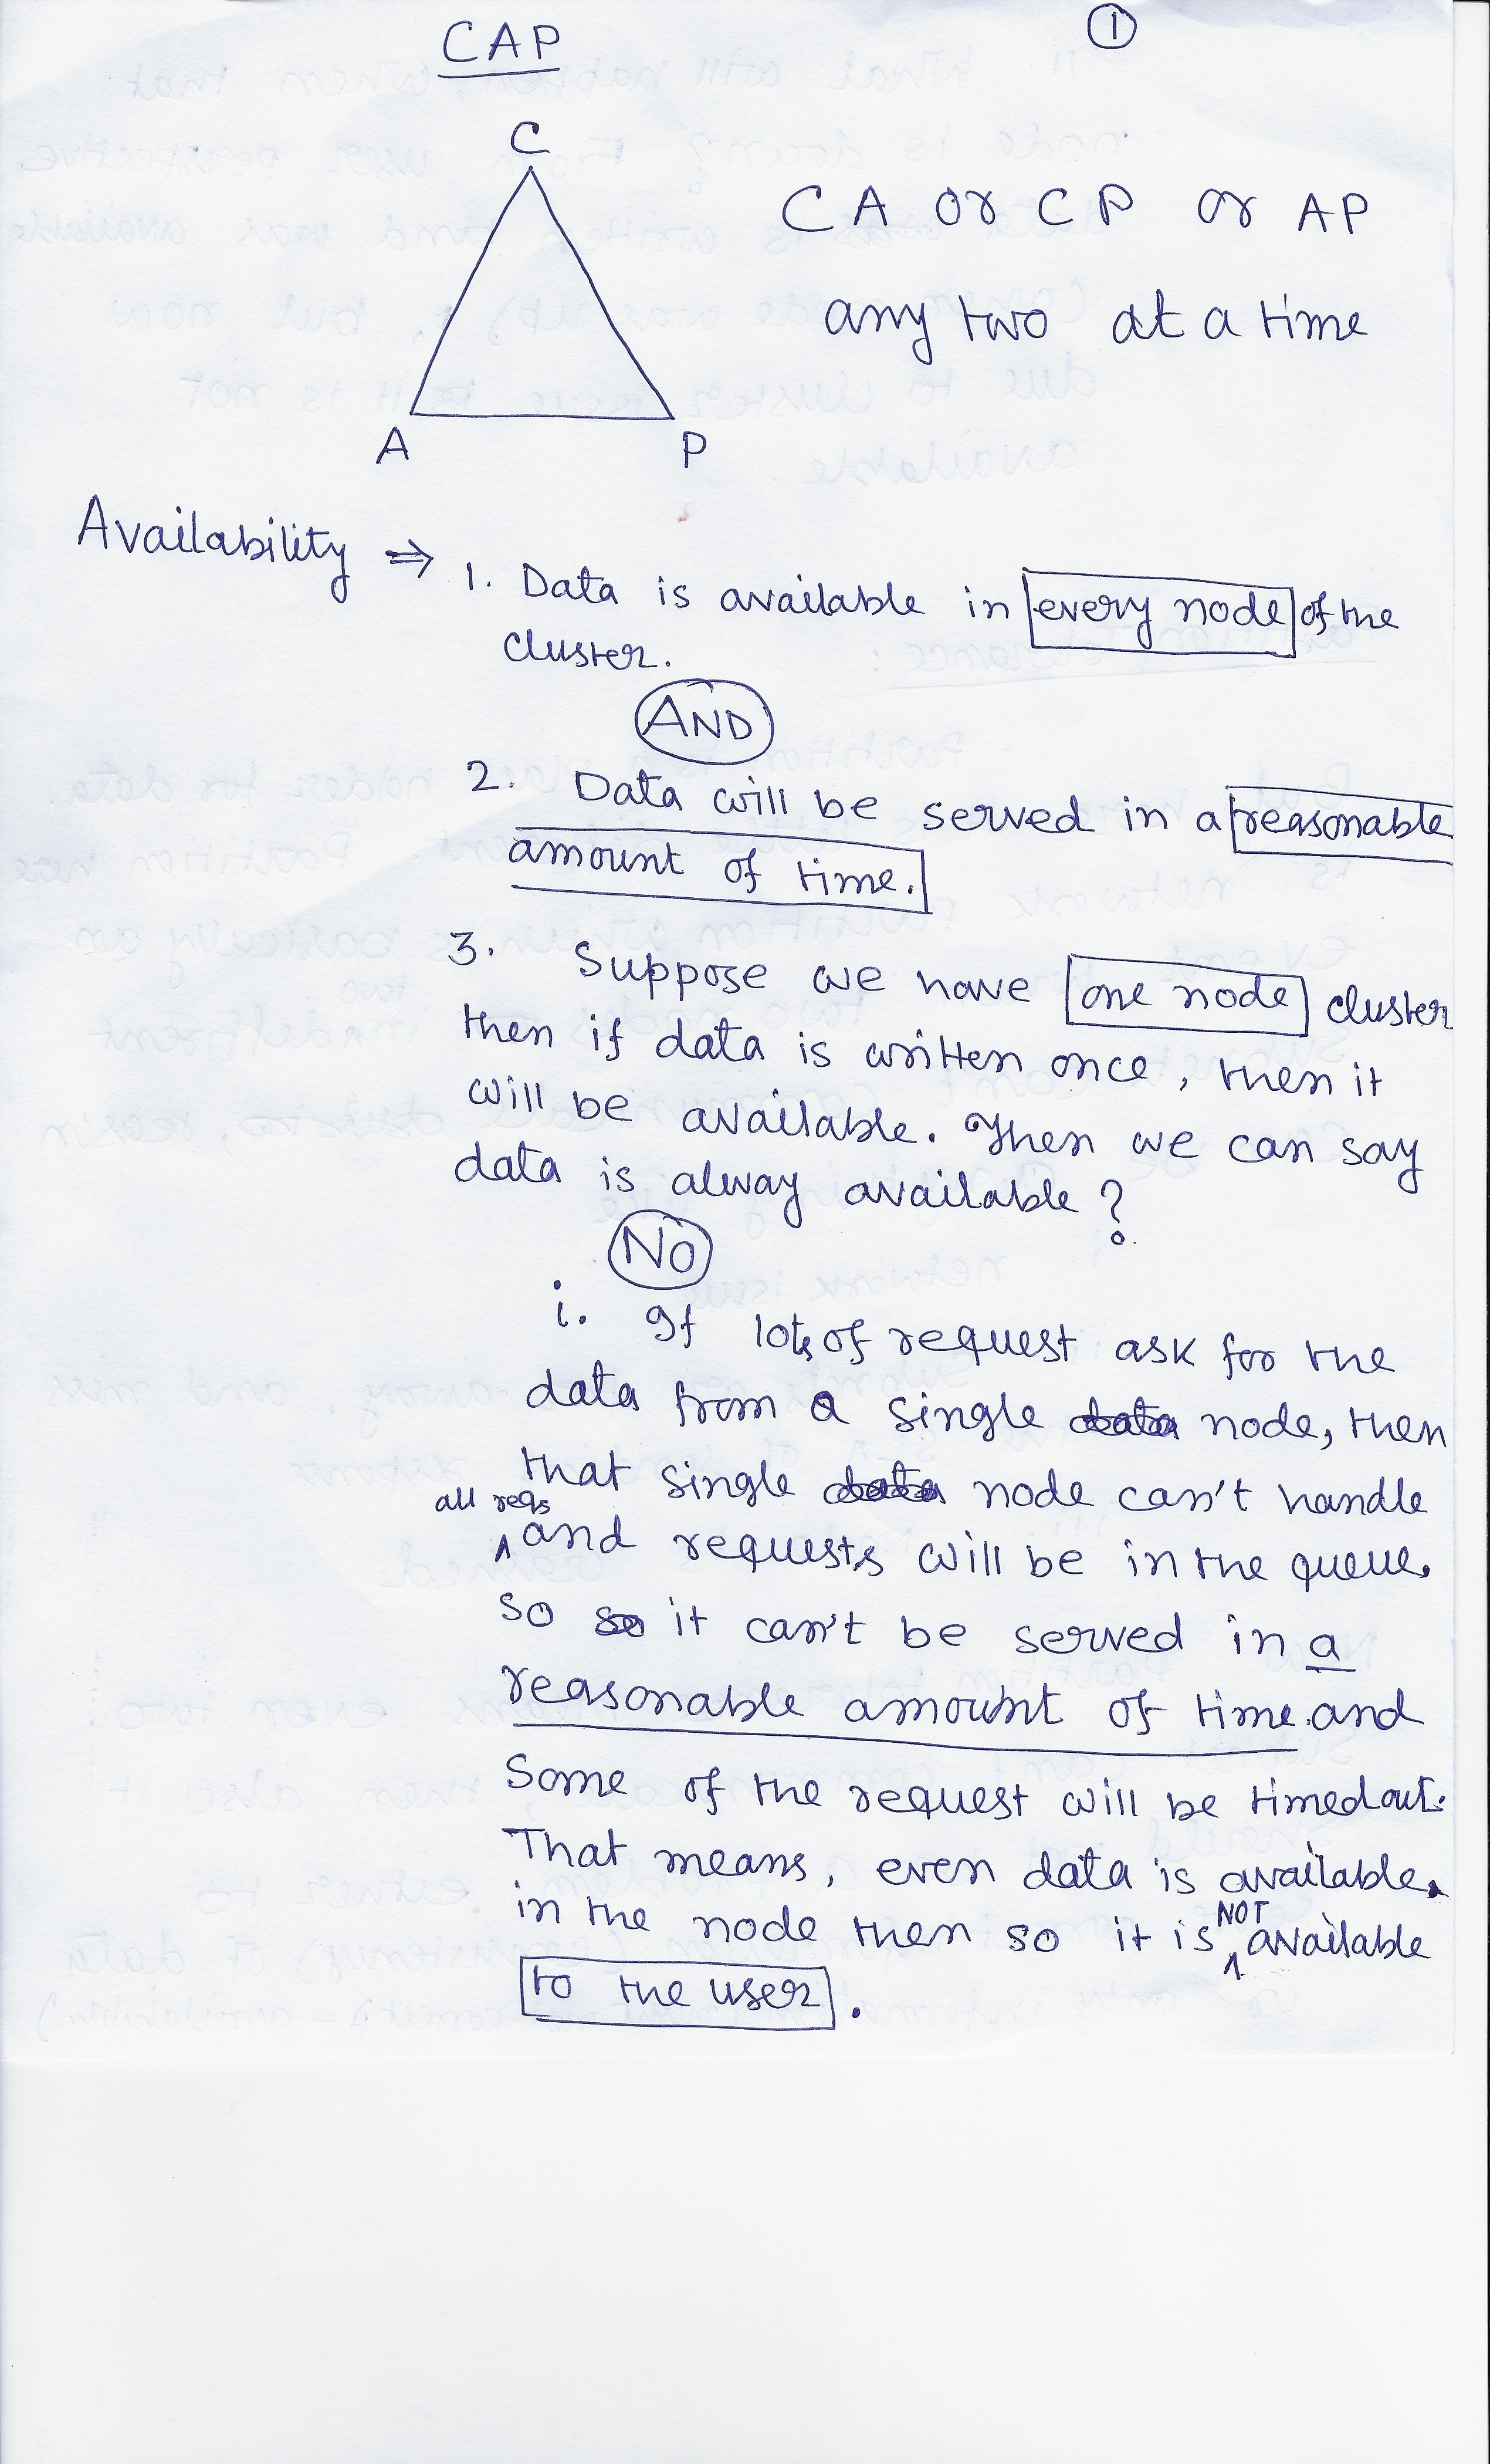 CAP
①
C
CA or CP or AP
any two at a time
A
P
Availability ⇒ 1. Data is available in every node of the
cluster.
AND
2. Data will be served in a reasonable
amount of time.
3. Suppose we have one node cluster
then if data is written once, then it
will be available. Then we can say
data is alway available?
NO
i. If lots of request ask for the
data from a single data node, then
that single data node can't handle
all reqs
and requests will be in the queue.
so so it can't be served in a
reasonable amount of time and
Some of the request will be timedout.
That means, even data is available
in the node then so it is NOT available
to the user.